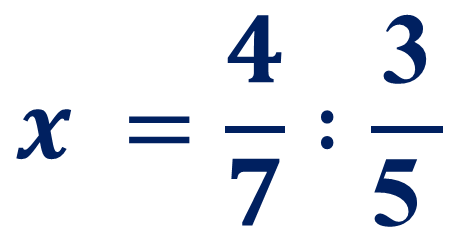 x = 4/7 : 3/5